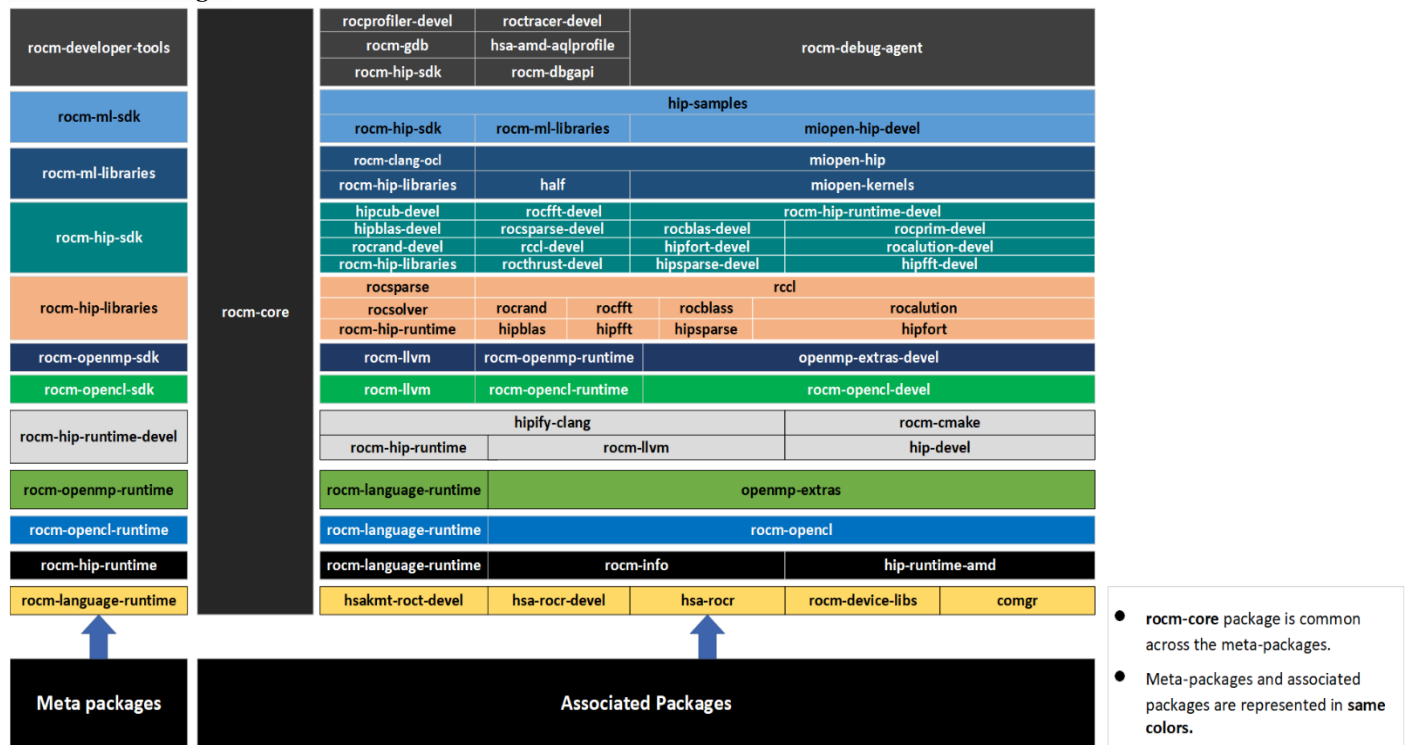 rocm-developer-tools
rocm-core
rocprofiler-devel roctracer-devel
rocm-gdb hsa-amd-aqlprofile rocm-debug-agent
rocm-hip-sdk rocm-dbgapi
rocm-ml-sdk
hip-samples
rocm-hip-sdk rocm-ml-libraries miopen-hip-devel
rocm-ml-libraries
rocm-clang-ocl miopen-hip
rocm-hip-libraries half miopen-kernels
rocm-hip-sdk
hipcub-devel rocfft-devel rocm-hip-runtime-devel
hipblas-devel rocsparse-devel rocblas-devel rocprim-devel
rocrand-devel rccl-devel hipfort-devel rocalution-devel
rocm-hip-libraries rocthrust-devel hipsparse-devel hipfft-devel
rocm-hip-libraries
rocsparse rccl
rocsolver rocrand rocfft rocblass rocalution
rocm-hip-runtime hipblas hipfft hipsparse hipfort
rocm-openmp-sdk rocm-llvm rocm-openmp-runtime openmp-extras-devel
rocm-opencl-sdk rocm-llvm rocm-opencl-runtime rocm-opencl-devel
rocm-hip-runtime-devel
hipify-clang rocm-cmake
rocm-hip-runtime rocm-llvm hip-devel
rocm-openmp-runtime rocm-language-runtime openmp-extras
rocm-opencl-runtime rocm-language-runtime rocm-opencl
rocm-hip-runtime rocm-language-runtime rocm-info hip-runtime-amd
rocm-language-runtime hsakmt-roct-devel hsa-rocr-devel hsa-rocr rocm-device-libs comgr
Meta packages Associated Packages
● rocm-core package is common
across the meta-packages.
● Meta-packages and associated
packages are represented in same
colors.